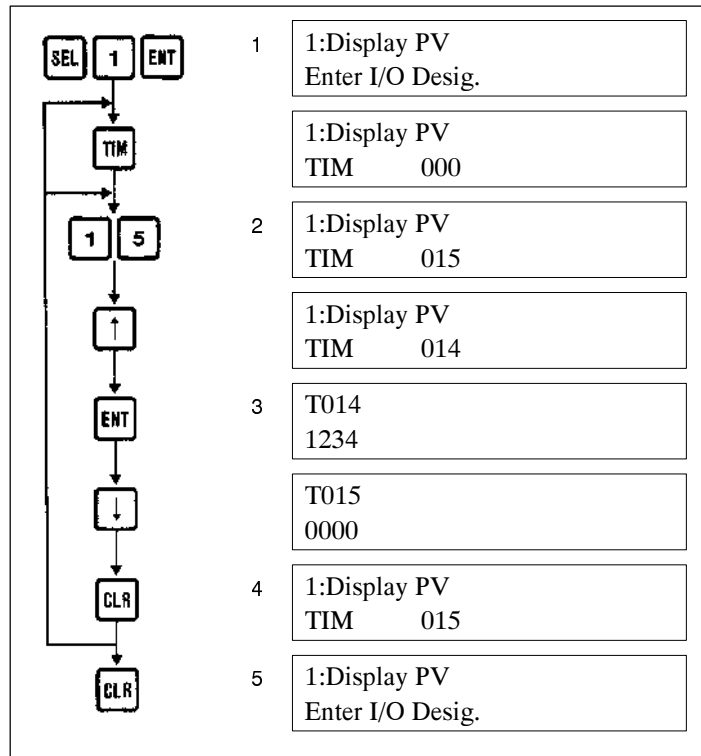 SEL 1 ENT
1
1:Display PV
Enter I/O Desig.
TIM
1:Display PV
TIM 000
1 5
2
1:Display PV
TIM 015
↑
1:Display PV
TIM 014
ENT
3
T014
1234
↓
T015
0000
CLR
4
1:Display PV
TIM 015
CLR
5
1:Display PV
Enter I/O Desig.